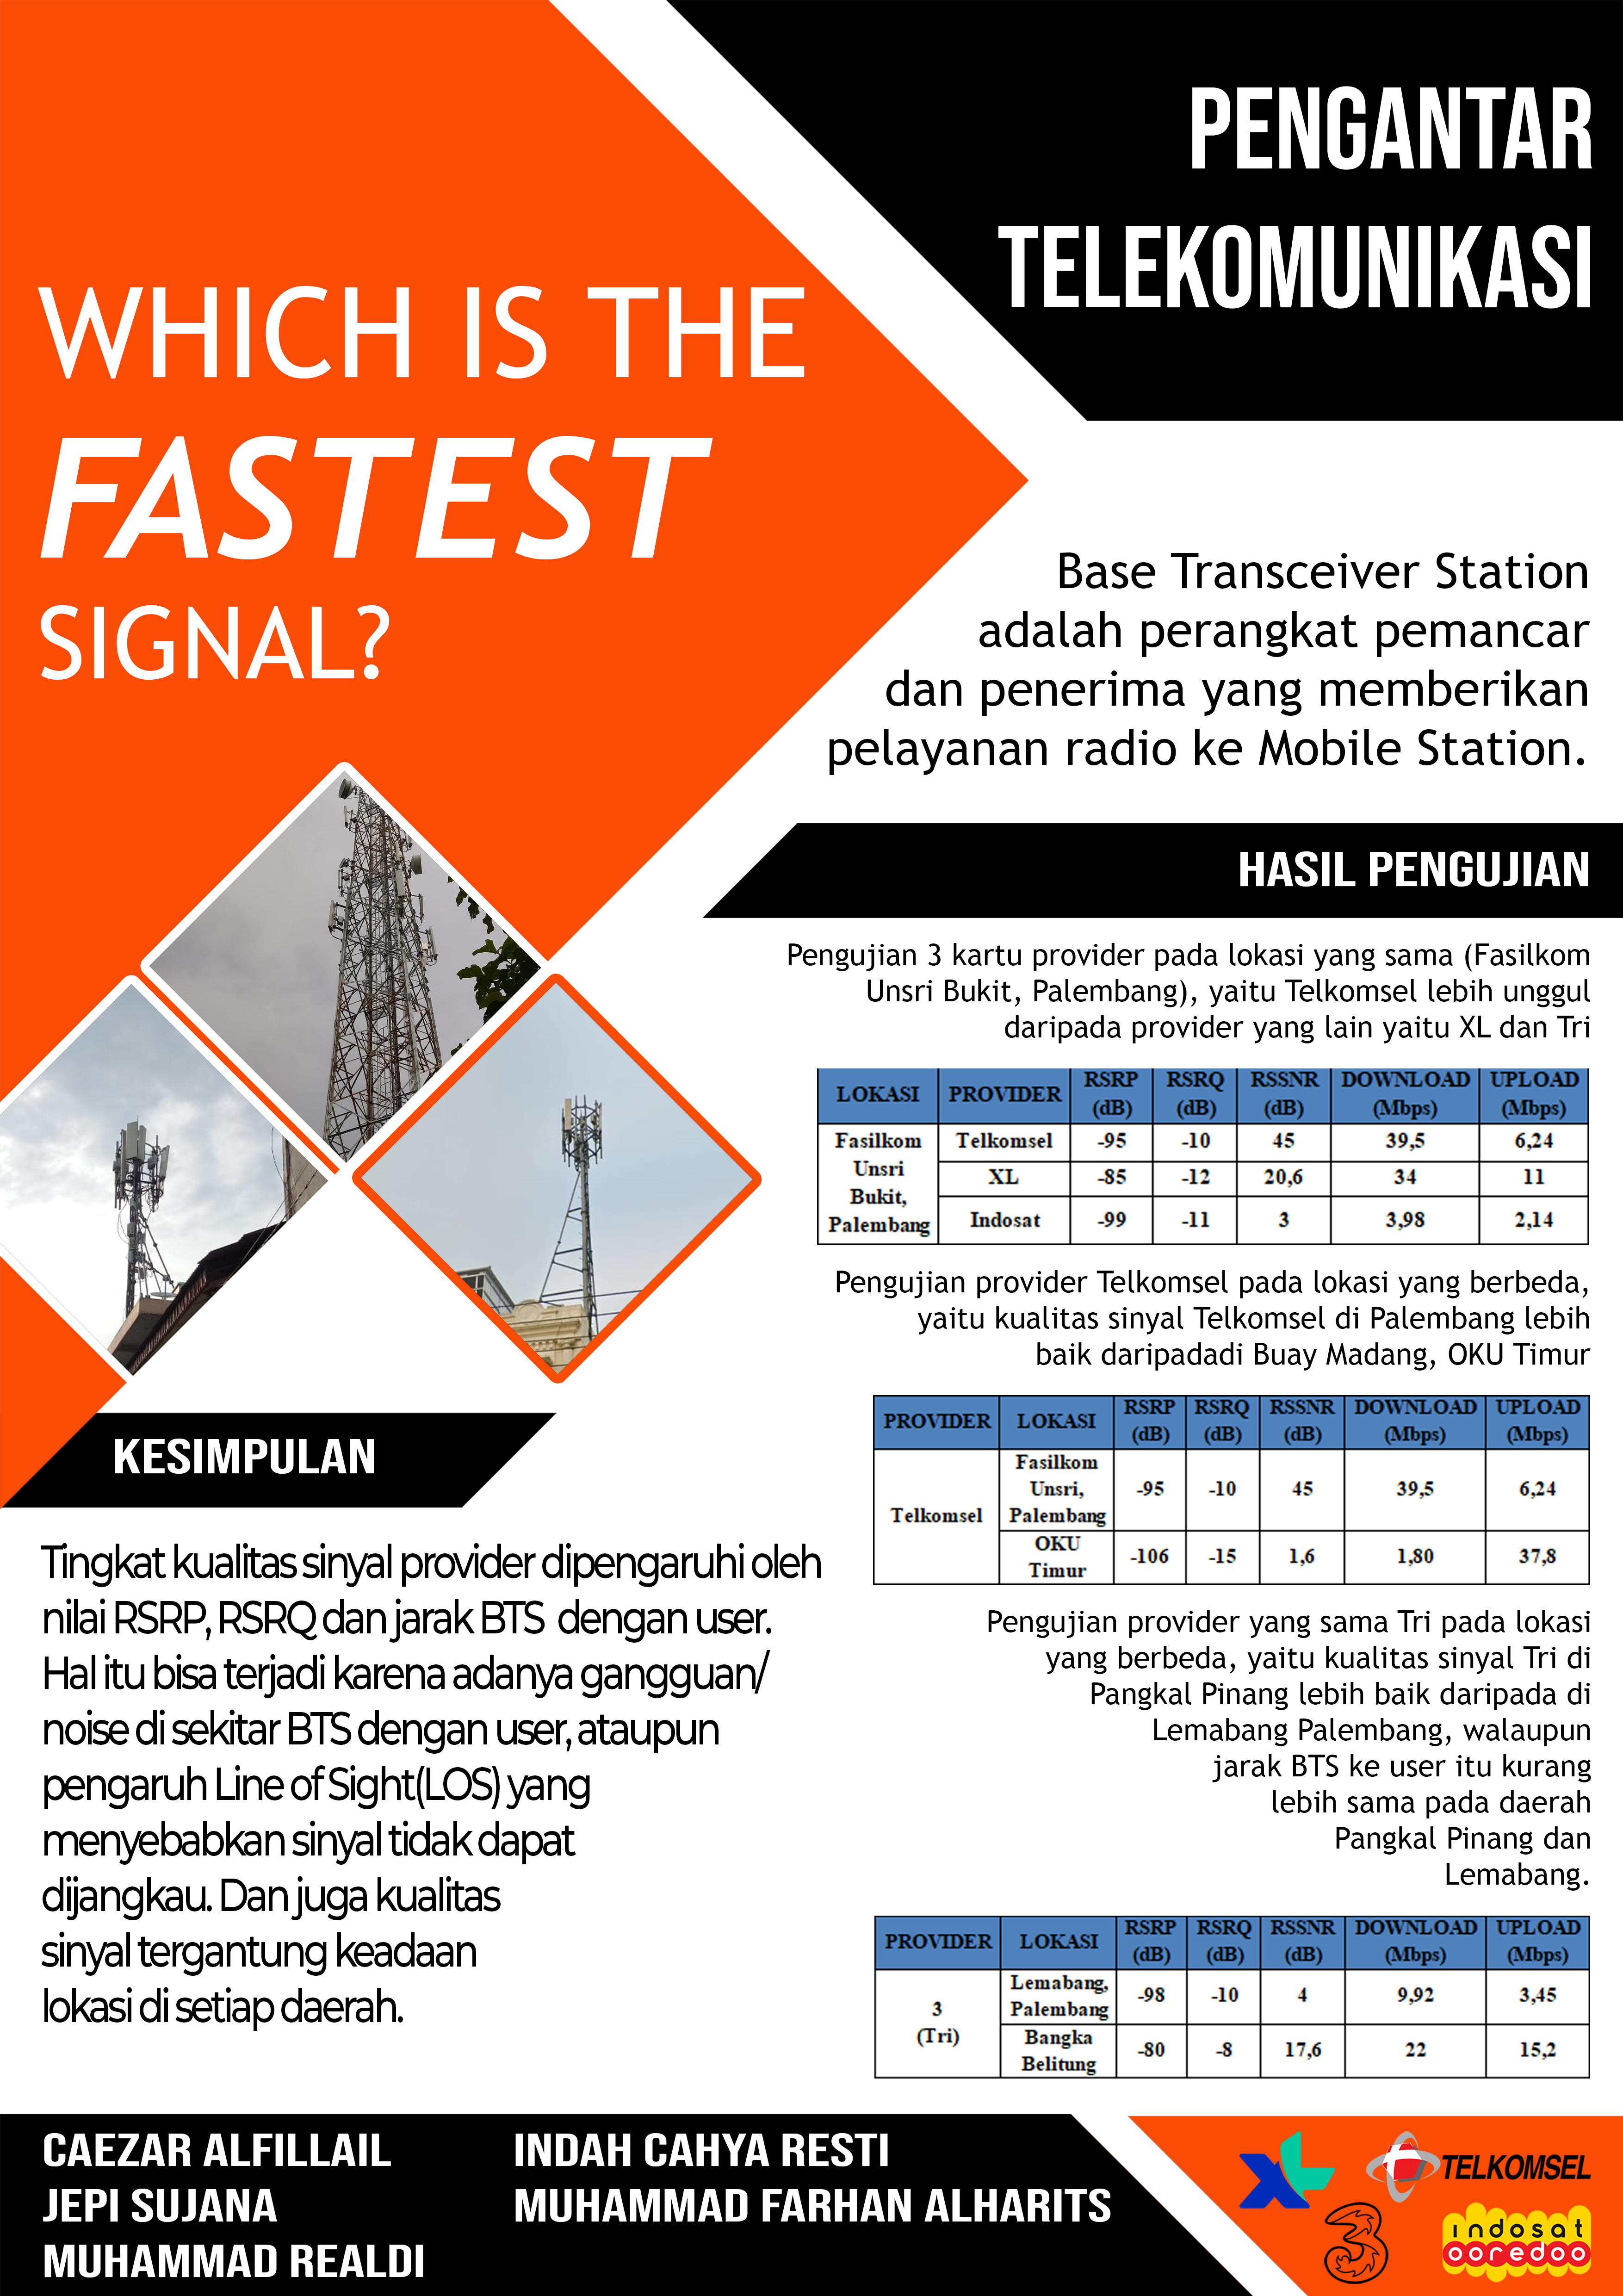 PENGANTAR
TELEKOMUNIKASI
WHICH IS THE
FASTEST
SIGNAL?
Base Transceiver Station
adalah perangkat pemancar
dan penerima yang memberikan
pelayanan radio ke Mobile Station.
HASIL PENGUJIAN
Pengujian 3 kartu provider pada lokasi yang sama (Fasilkom
Unsri Bukit, Palembang), yaitu Telkomsel lebih unggul
daripada provider yang lain yaitu XL dan Tri
LOKASI PROVIDER RSRP (dB) RSRQ (dB) RSSNR (dB) DOWNLOAD (Mbps) UPLOAD (Mbps)
Fasilkom Unsri Bukit, Palembang Telkomsel -95 -10 45 39,5 6,24
XL -85 -12 20,6 34 11
Indosat -99 -11 3 3,98 2,14
Pengujian provider Telkomsel pada lokasi yang berbeda,
yaitu kualitas sinyal Telkomsel di Palembang lebih
baik daripadadi Buay Madang, OKU Timur
PROVIDER LOKASI RSRP (dB) RSRQ (dB) RSSNR (dB) DOWNLOAD (Mbps) UPLOAD (Mbps)
Telkomsel Fasilkom Unsri, Palembang -95 -10 45 39,5 6,24
OKU Timur -106 -15 1,6 1,80 37,8
Pengujian provider yang sama Tri pada lokasi
yang berbeda, yaitu kualitas sinyal Tri di
Pangkal Pinang lebih baik daripada di
Lemabang Palembang, walaupun
jarak BTS ke user itu kurang
lebih sama pada daerah
Pangkal Pinang dan
Lemabang.
PROVIDER LOKASI RSRP (dB) RSRQ (dB) RSSNR (dB) DOWNLOAD (Mbps) UPLOAD (Mbps)
3 (Tri) Lemabang, Palembang -98 -10 4 9,92 3,45
Bangka Belitung -80 -8 17,6 22 15,2
KESIMPULAN
Tingkat kualitas sinyal provider dipengaruhi oleh
nilai RSRP, RSRQ dan jarak BTS dengan user.
Hal itu bisa terjadi karena adanya gangguan/
noise di sekitar BTS dengan user, ataupun
pengaruh Line of Sight(LOS) yang
menyebabkan sinyal tidak dapat
dijangkau. Dan juga kualitas
sinyal tergantung keadaan
lokasi di setiap daerah.
CAEZAR ALFILLAIL
JEPI SUJANA
MUHAMMAD REALDI
INDAH CAHYA RESTI
MUHAMMAD FARHAN ALHARITS
XL
TELKOMSEL
3
indosat
ooredoo